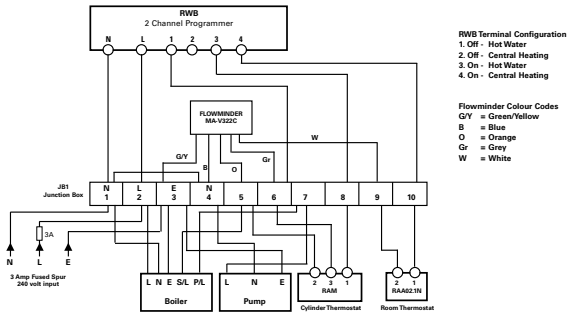 RWB
2 Channel Programmer
N L 1 2 3 4
RWB Terminal Configuration
1. Off - Hot Water
2. Off - Central Heating
3. On - Hot Water
4. On - Central Heating
Flowminder Colour Codes
G/Y = Green/Yellow
B = Blue
O = Orange
Gr = Grey
W = White
FLOWMINDER
MA-V322C
G/Y B O Gr W
JB1
Junction Box
N L E N
1 2 3 4 5 6 7 8 9 10
3A
N L E
3 Amp Fused Spur
240 volt input
L N E S/L P/L
Boiler
L N E
Pump
2 3 1
RAM
Cylinder Thermostat
2 1
RAA02.1N
Room Thermostat